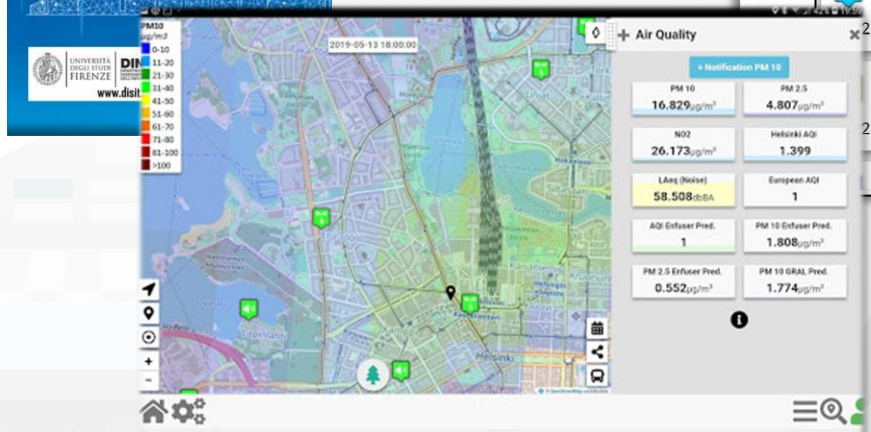 UNIVERSITÀ
DEGLI STUDI
FIRENZE
DIN
www.disit
PM10
µg/m3
0-10
11-20
21-30
31-40
41-50
51-60
61-70
71-80
81-100
>100
2019-05-13 18:00:00
Helsinki
Air Quality
+ Notification PM 10
PM 10
16.829µg/m³
PM 2.5
4.807µg/m³
NO2
26.173µg/m³
Helsinki AQI
1.399
LAeq (Noise)
58.508dbBA
European AQI
1
AQI Enfuser Pred.
1
PM 10 Enfuser Pred.
1.808µg/m³
PM 2.5 Enfuser Pred.
0.552µg/m³
PM 10 GRAL Pred.
1.774µg/m³
2
2